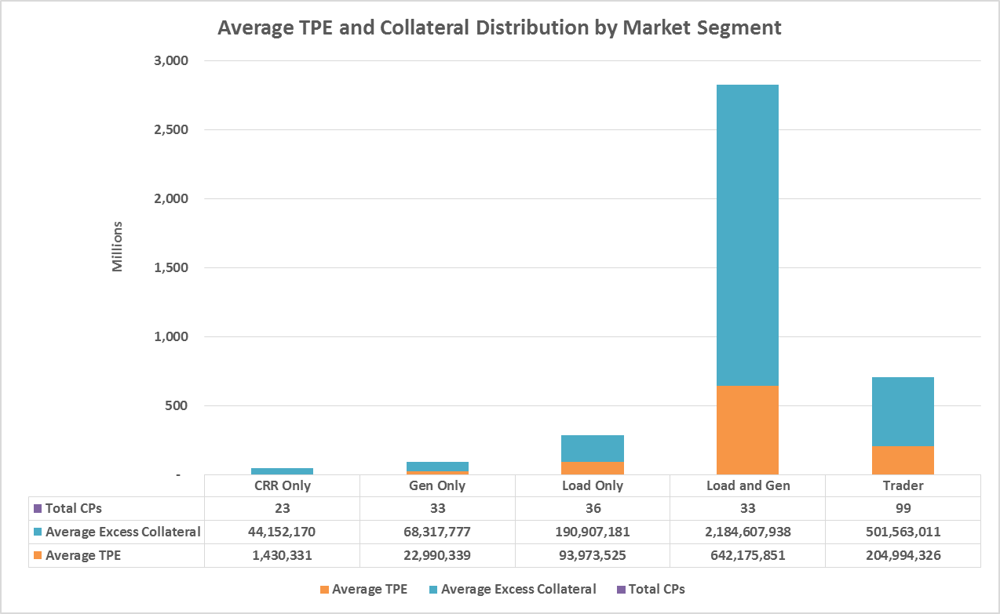 Average TPE and Collateral Distribution by Market Segment
3,000
2,500
2,000
1,500
1,000
500
-
Millions
CRR Only Gen Only Load Only Load and Gen Trader
Total CPs 23 33 36 33 99
Average Excess Collateral 44,152,170 68,317,777 190,907,181 2,184,607,938 501,563,011
Average TPE 1,430,331 22,990,339 93,973,525 642,175,851 204,994,326
Average TPE Average Excess Collateral Total CPs